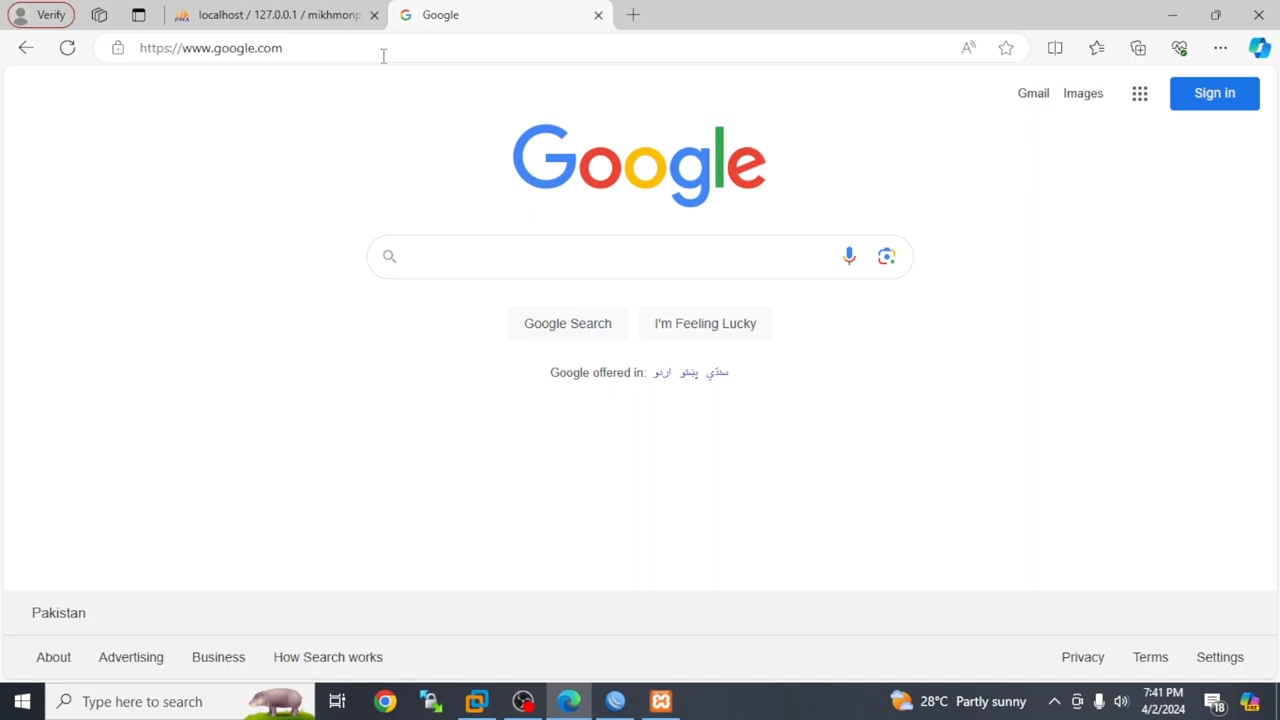 Verify
localhost / 127.0.0.1 / mikhmonp
Google
https://www.google.com
Gmail
Images
Sign in
Google
Google Search
I'm Feeling Lucky
Google offered in: اردو پښتو سنڌي
Pakistan
About
Advertising
Business
How Search works
Privacy
Terms
Settings
Type here to search
28°C Partly sunny
7:41 PM
4/2/2024
18
PRE